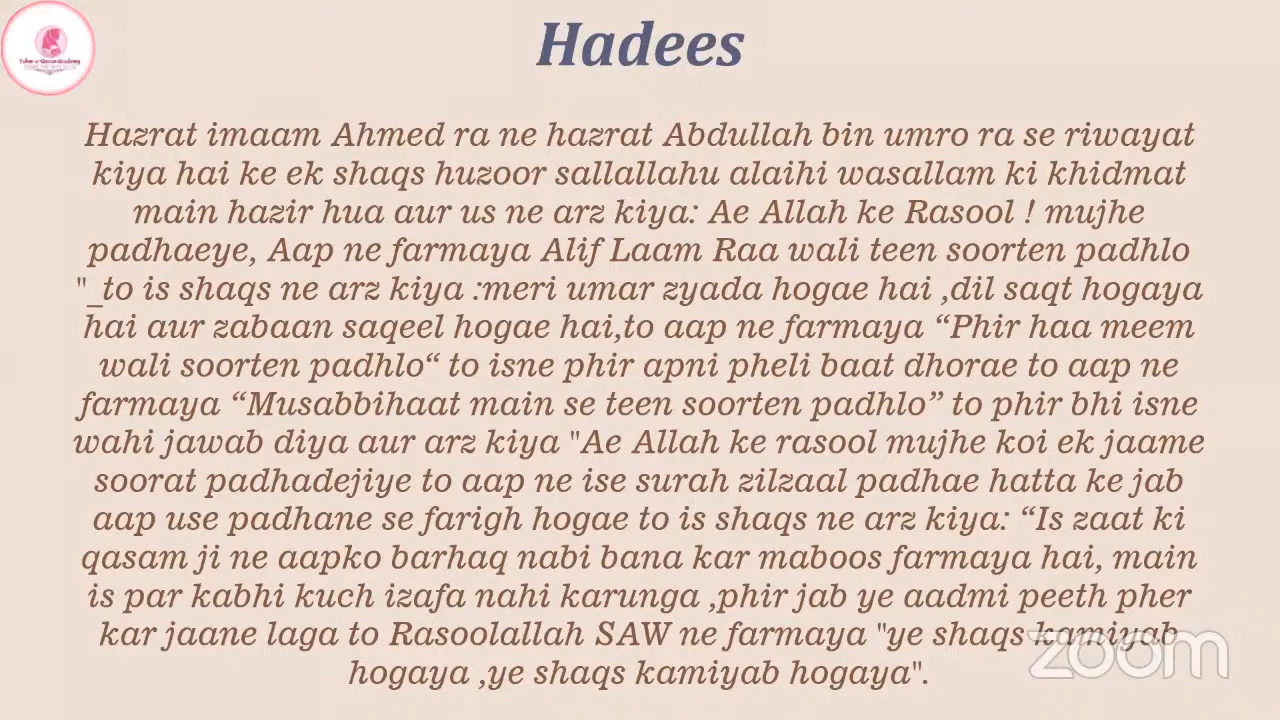 Hadees
Hazrat imaam Ahmed ra ne hazrat Abdullah bin umro ra se riwayat
kiya hai ke ek shaqs huzoor sallallahu alaihi wasallam ki khidmat
main hazir hua aur us ne arz kiya: Ae Allah ke Rasool ! mujhe
padhaeye, Aap ne farmaya Alif Laam Raa wali teen soorten padhlo
"_to is shaqs ne arz kiya :meri umar zyada hogae hai ,dil saqt hogaya
hai aur zabaan saqeel hogae hai,to aap ne farmaya “Phir haa meem
wali soorten padhlo“ to isne phir apni pheli baat dhorae to aap ne
farmaya “Musabbihaat main se teen soorten padhlo” to phir bhi isne
wahi jawab diya aur arz kiya "Ae Allah ke rasool mujhe koi ek jaame
soorat padhadejiye to aap ne ise surah zilzaal padhae hatta ke jab
aap use padhane se farigh hogae to is shaqs ne arz kiya: “Is zaat ki
qasam ji ne aapko barhaq nabi bana kar maboos farmaya hai, main
is par kabhi kuch izafa nahi karunga ,phir jab ye aadmi peeth pher
kar jaane laga to Rasoolallah SAW ne farmaya "ye shaqs kamiyab
hogaya ,ye shaqs kamiyab hogaya".
zoom